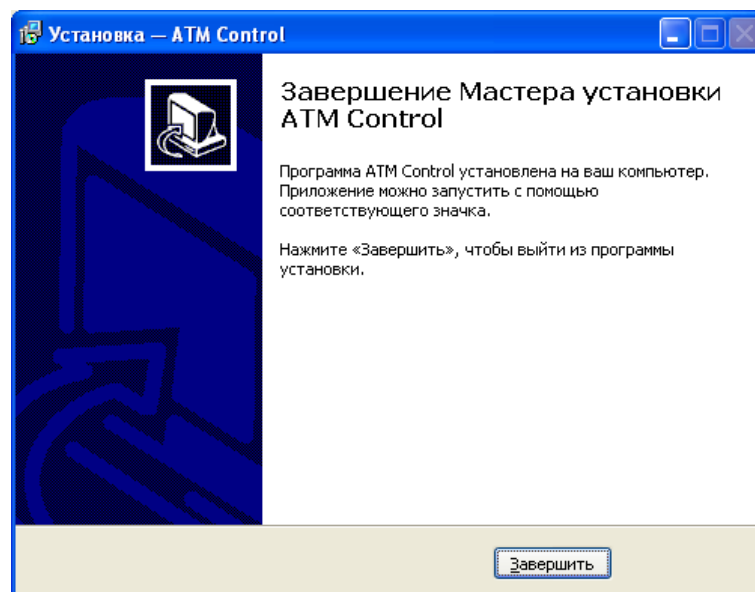 Установка — ATM Control
Завершение Мастера установки
ATM Control
Программа ATM Control установлена на ваш компьютер.
Приложение можно запустить с помощью
соответствующего значка.
Нажмите «Завершить», чтобы выйти из программы
установки.
Завершить